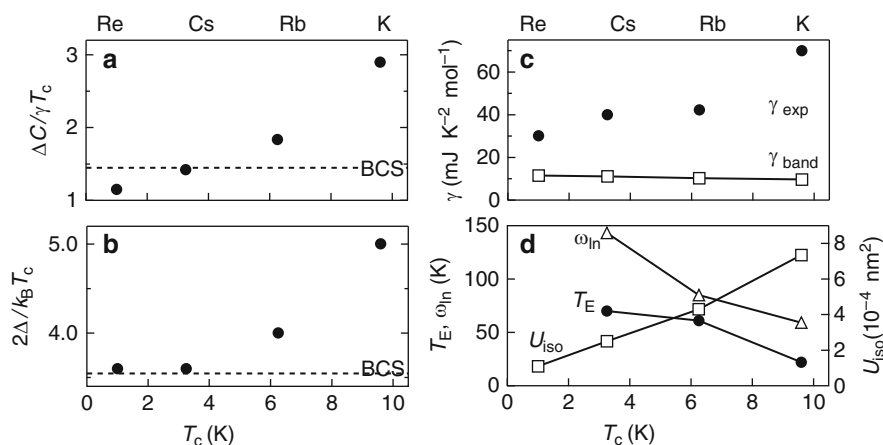 Re Cs Rb K
a
3
2
1
ΔC/γTc
BCS
b
5.0
4.0
2Δ/kBTc
BCS
0 2 4 6 8 10
Tc (K)
Re Cs Rb K
c
60
40
20
0
γ (mJ K−2 mol−1)
γ exp
γ band
d
150
100
50
0
TE, ωln (K)
ωln
TE
Uiso
8
6
4
2
0
Uiso(10−4 nm2)
0 2 4 6 8 10
Tc (K)